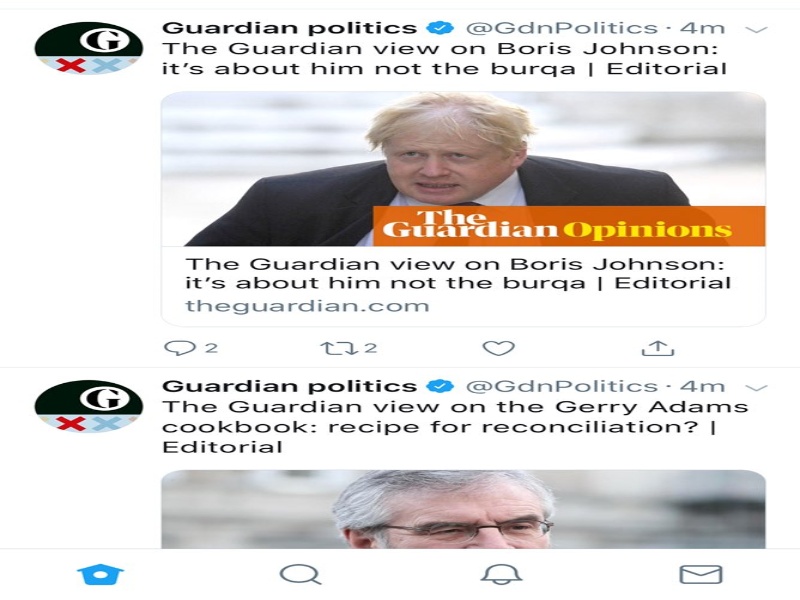 Guardian politics @GdnPolitics · 4m
The Guardian view on Boris Johnson:
it's about him not the burqa | Editorial
The
Guardian Opinions
The Guardian view on Boris Johnson:
it's about him not the burqa | Editorial
theguardian.com
2 2
Guardian politics @GdnPolitics · 4m
The Guardian view on the Gerry Adams
cookbook: recipe for reconciliation? |
Editorial